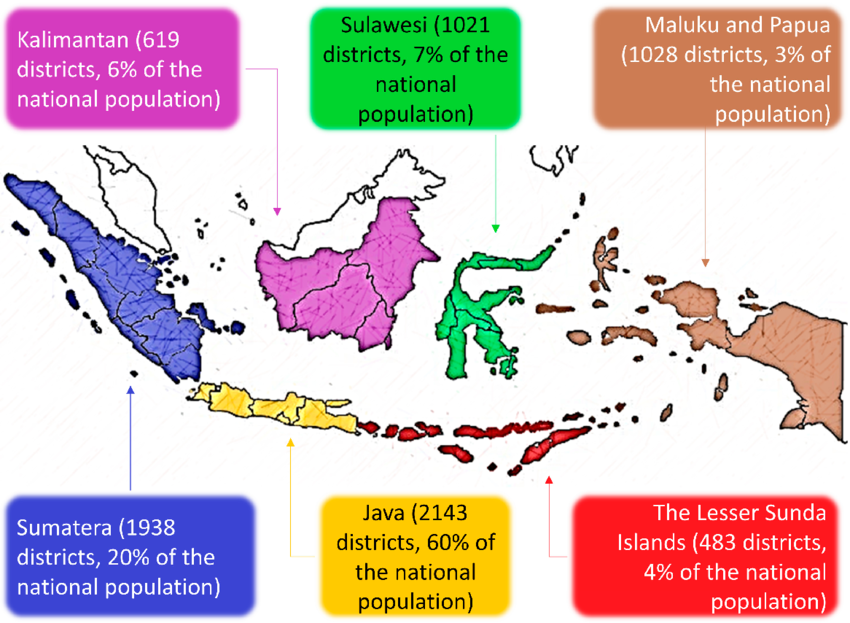 Kalimantan (619
districts, 6% of the
national population)
Sulawesi (1021
districts, 7% of the
national
population)
Maluku and Papua
(1028 districts, 3% of
the national
population)
Sumatera (1938
districts, 20% of the
national population)
Java (2143
districts, 60% of
the national
population)
The Lesser Sunda
Islands (483 districts,
4% of the national
population)